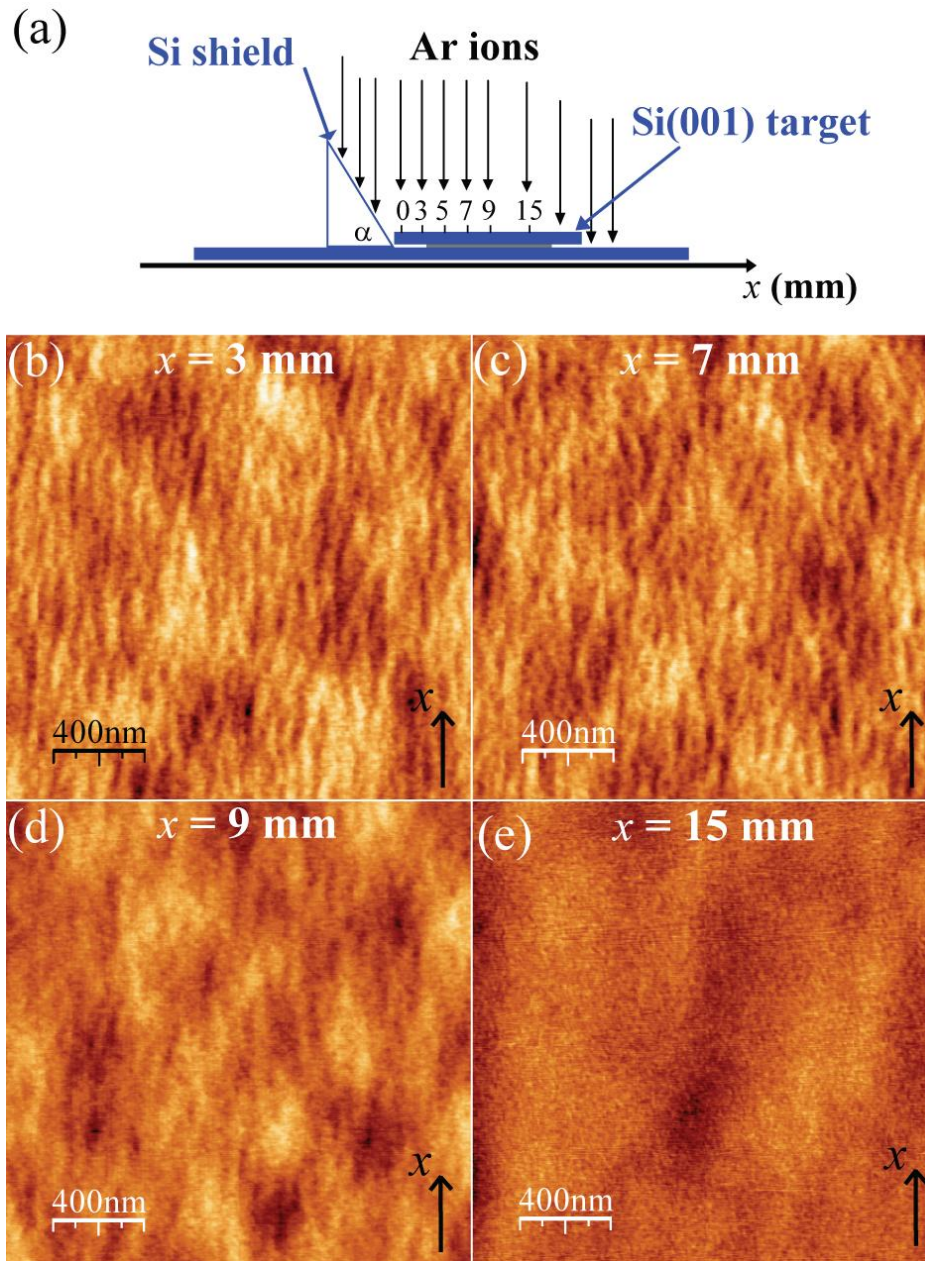 (a)
Si shield
Ar ions
Si(001) target
0 3 5 7 9 15
α
x (mm)
(b) x = 3 mm
400nm
x
(c) x = 7 mm
400nm
x
(d) x = 9 mm
400nm
x
(e) x = 15 mm
400nm
x